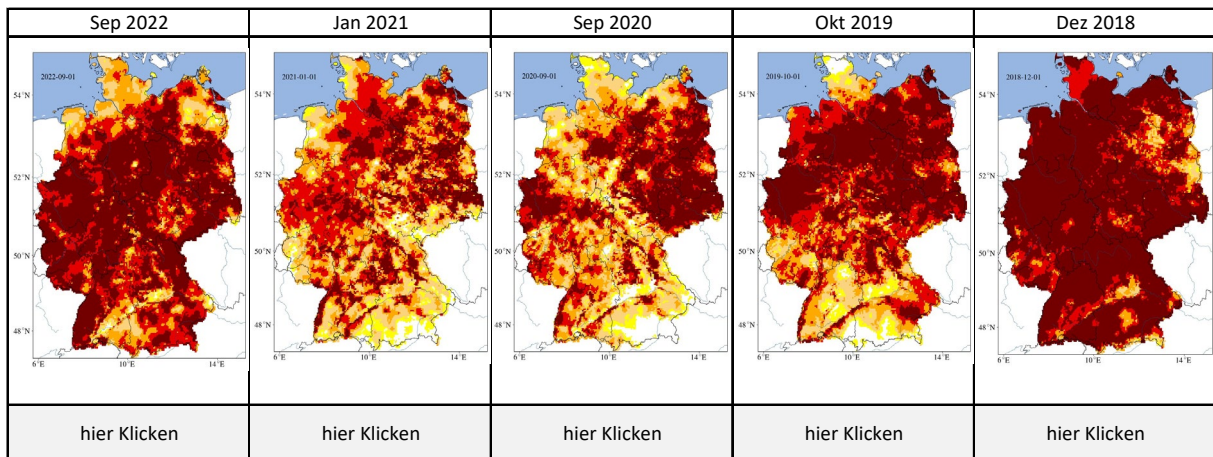 Sep 2022
Jan 2021
Sep 2020
Okt 2019
Dez 2018
2022-09-01
54°N
52°N
50°N
48°N
6°E 10°E 14°E
2021-01-01
54°N
52°N
50°N
48°N
6°E 10°E 14°E
2020-09-01
54°N
52°N
50°N
48°N
6°E 10°E 14°E
2019-10-01
54°N
52°N
50°N
48°N
6°E 10°E 14°E
2018-12-01
54°N
52°N
50°N
48°N
6°E 10°E 14°E
hier Klicken
hier Klicken
hier Klicken
hier Klicken
hier Klicken